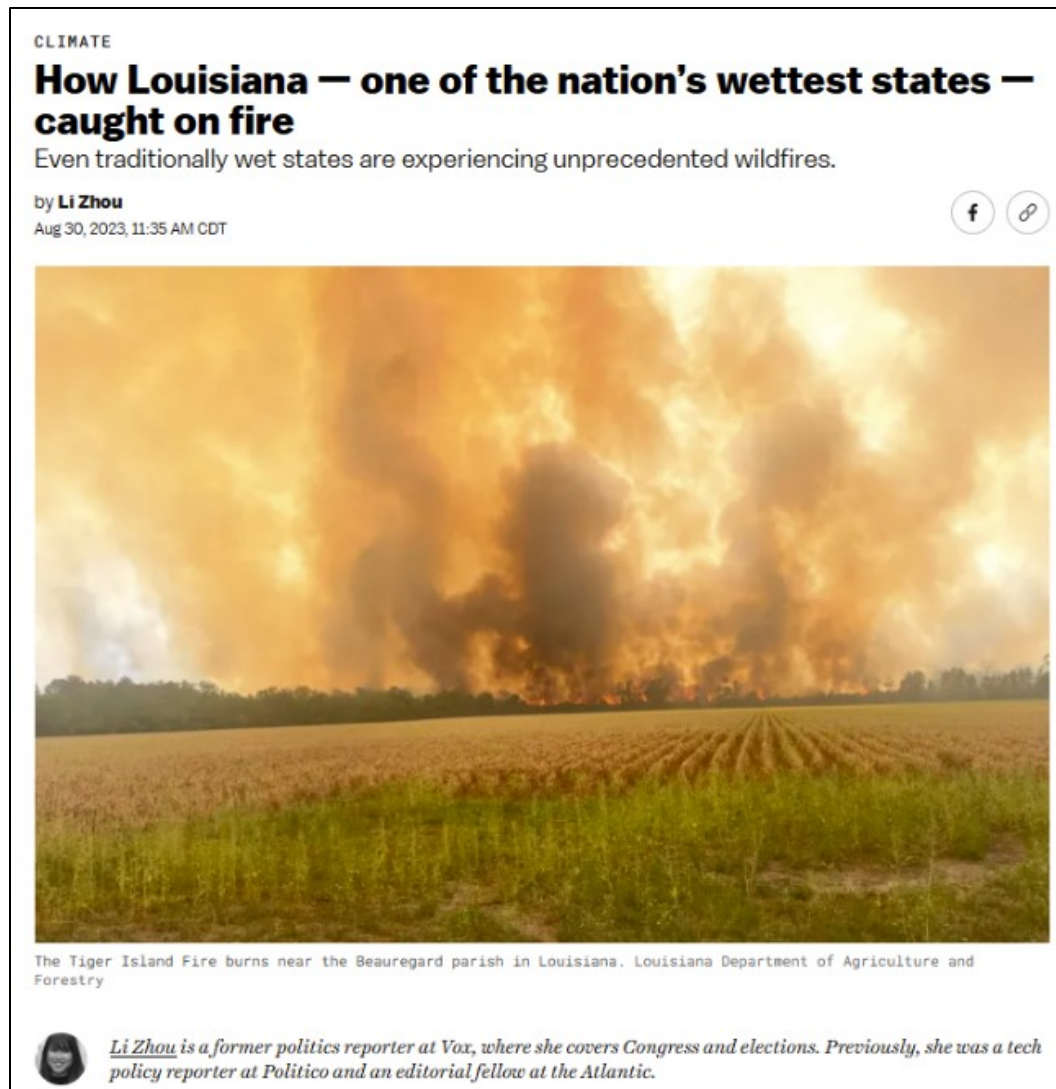 CLIMATE
How Louisiana — one of the nation’s wettest states —
caught on fire
Even traditionally wet states are experiencing unprecedented wildfires.
by Li Zhou
Aug 30, 2023, 11:35 AM CDT
The Tiger Island Fire burns near the Beauregard parish in Louisiana. Louisiana Department of Agriculture and
Forestry
Li Zhou is a former politics reporter at Vox, where she covers Congress and elections. Previously, she was a tech
policy reporter at Politico and an editorial fellow at the Atlantic.